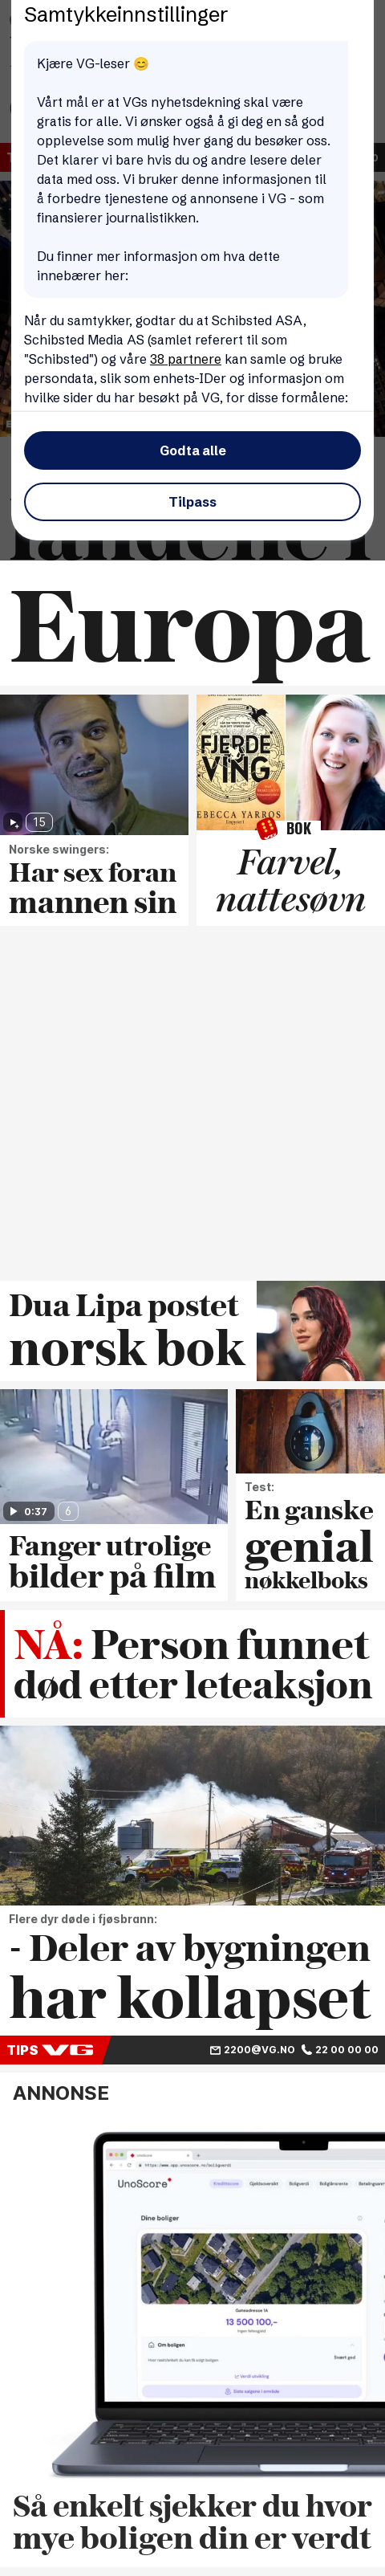 Samtykkeinnstillinger
Kjære VG-leser 😊
Vårt mål er at VGs nyhetsdekning skal være
gratis for alle. Vi ønsker også å gi deg en så god
opplevelse som mulig hver gang du besøker oss.
Det klarer vi bare hvis du og andre lesere deler
data med oss. Vi bruker denne informasjonen til
å forbedre tjenestene og annonsene i VG - som
finansierer journalistikken.
Du finner mer informasjon om hva dette
innebærer her:
Når du samtykker, godtar du at Schibsted ASA,
Schibsted Media AS (samlet referert til som
"Schibsted") og våre 38 partnere kan samle og bruke
persondata, slik som enhets-IDer og informasjon om
hvilke sider du har besøkt på VG, for disse formålene:
Godta alle
Tilpass
landene i
Europa
15
Norske swingers:
Har sex foran
mannen sin
FJERDE
VING
REBECCA YARROS
BOK
Farvel,
nattesøvn
Dua Lipa postet
norsk bok
0:37 6
Fanger utrolige
bilder på film
Test:
En ganske
genial
nøkkelboks
NÅ: Person funnet
død etter leteaksjon
Flere dyr døde i fjøsbrann:
- Deler av bygningen
har kollapset
TIPS VG 2200@VG.NO 22 00 00 00
ANNONSE
UnoScore
Dine boliger
Gateadresse 1A
13 500 100,-
Om boligen
Så enkelt sjekker du hvor
mye boligen din er verdt